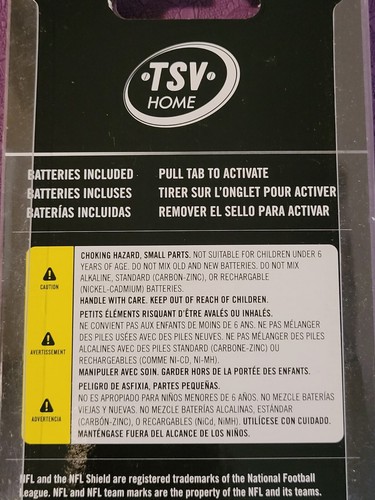 TSV
HOME
BATTERIES INCLUDED PULL TAB TO ACTIVATE
BATTERIES INCLUSES TIRER SUR L'ONGLET POUR ACTIVER
BATERÍAS INCLUIDAS REMOVER EL SELLO PARA ACTIVAR
CHOKING HAZARD, SMALL PARTS. NOT SUITABLE FOR CHILDREN UNDER 6
YEARS OF AGE. DO NOT MIX OLD AND NEW BATTERIES. DO NOT MIX
ALKALINE, STANDARD (CARBON-ZINC), OR RECHARGABLE
(NICKEL-CADMIUM) BATTERIES.
HANDLE WITH CARE. KEEP OUT OF REACH OF CHILDREN.
CAUTION
PETITS ÉLÉMENTS RISQUANT D'ÊTRE AVALÉS OU INHALÉS.
NE CONVIENT PAS AUX ENFANTS DE MOINS DE 6 ANS. NE PAS MÉLANGER
DES PILES USÉES AVEC DES PILES NEUVES. NE PAS MÉLANGER DES PILES
ALCALINES AVEC DES PILES STANDARD (CARBONE-ZINC) OU
RECHARGEABLES (COMME NI-CD, NI-MH).
MANIPULER AVEC SOIN. GARDER HORS DE LA PORTÉE DES ENFANTS.
AVERTISSEMENT
PELIGRO DE ASFIXIA, PARTES PEQUEÑAS.
NO ES APROPIADO PARA NIÑOS MENORES DE 6 AÑOS. NO MEZCLE BATERÍAS
VIEJAS Y NUEVAS. NO MEZCLE BATERÍAS ALCALINAS, ESTÁNDAR
(CARBÓN-ZINC), O RECARGABLES (NiCd, NiMH). UTILÍCESE CON CUIDADO.
MANTÉNGASE FUERA DEL ALCANCE DE LOS NIÑOS.
ADVERTENCIA
NFL and the NFL Shield are registered trademarks of the National Football
League. NFL and NFL team marks are the property of the NFL and its teams.